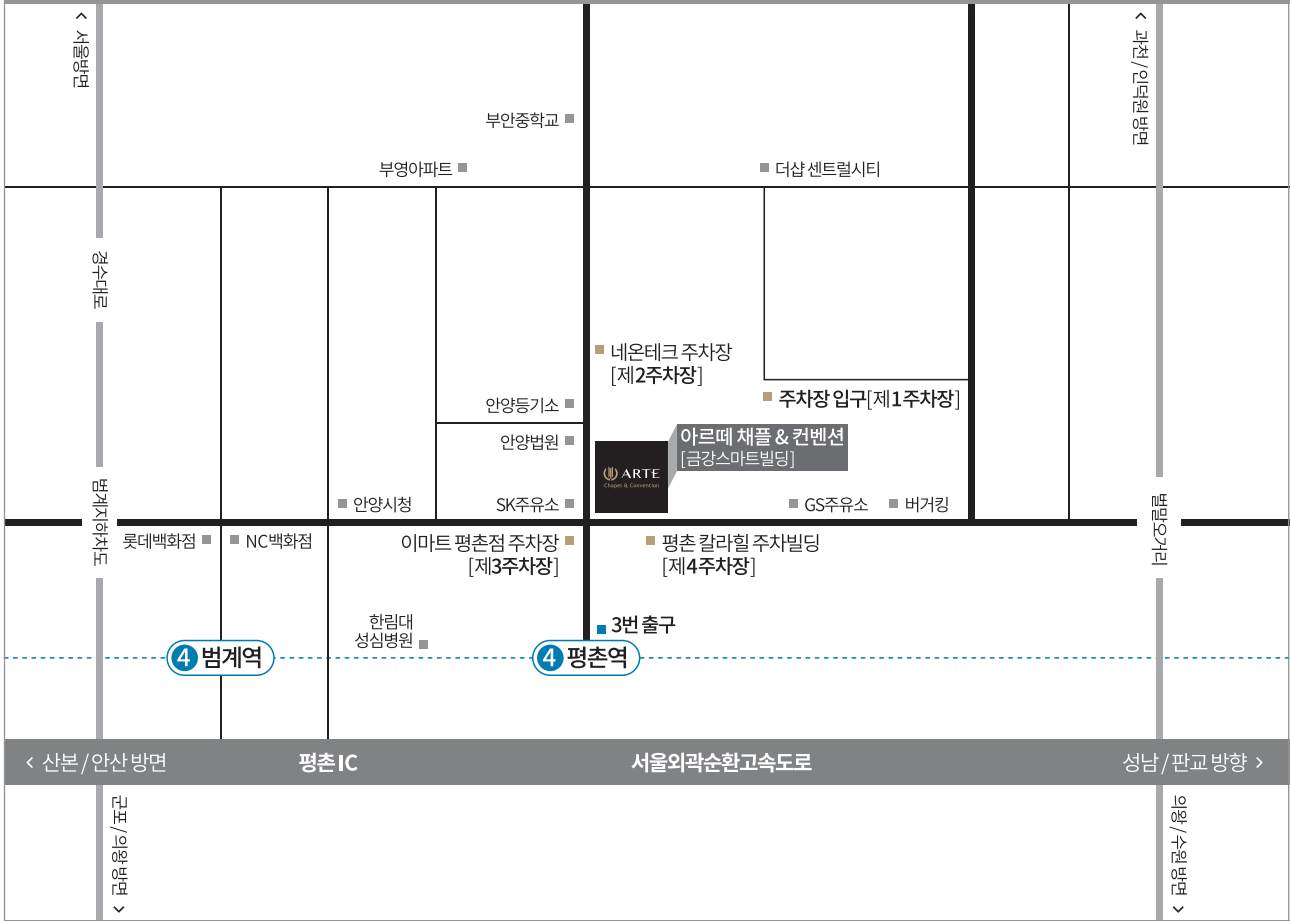 < 서울방면
< 과천 / 인덕원 방면
부안중학교
부영아파트
더샵 센트럴시티
경수대로
네온테크 주차장
[제2주차장]
주차장 입구[제1주차장]
안양등기소
안양법원
아르떼 채플 & 컨벤션
[금강스마트빌딩]
ARTE
Chapel & Convention
범계지하차도
안양시청
SK주유소
GS주유소
버거킹
벌말오거리
롯데백화점
NC백화점
이마트 평촌점 주차장
[제3주차장]
평촌 칼라힐 주차빌딩
[제4주차장]
한림대
성심병원
3번 출구
4 범계역
4 평촌역
< 산본 / 안산 방면
평촌 IC
서울외곽순환고속도로
성남 / 판교 방향 >
군포 / 의왕 방면 >
의왕 / 수원 방면 >